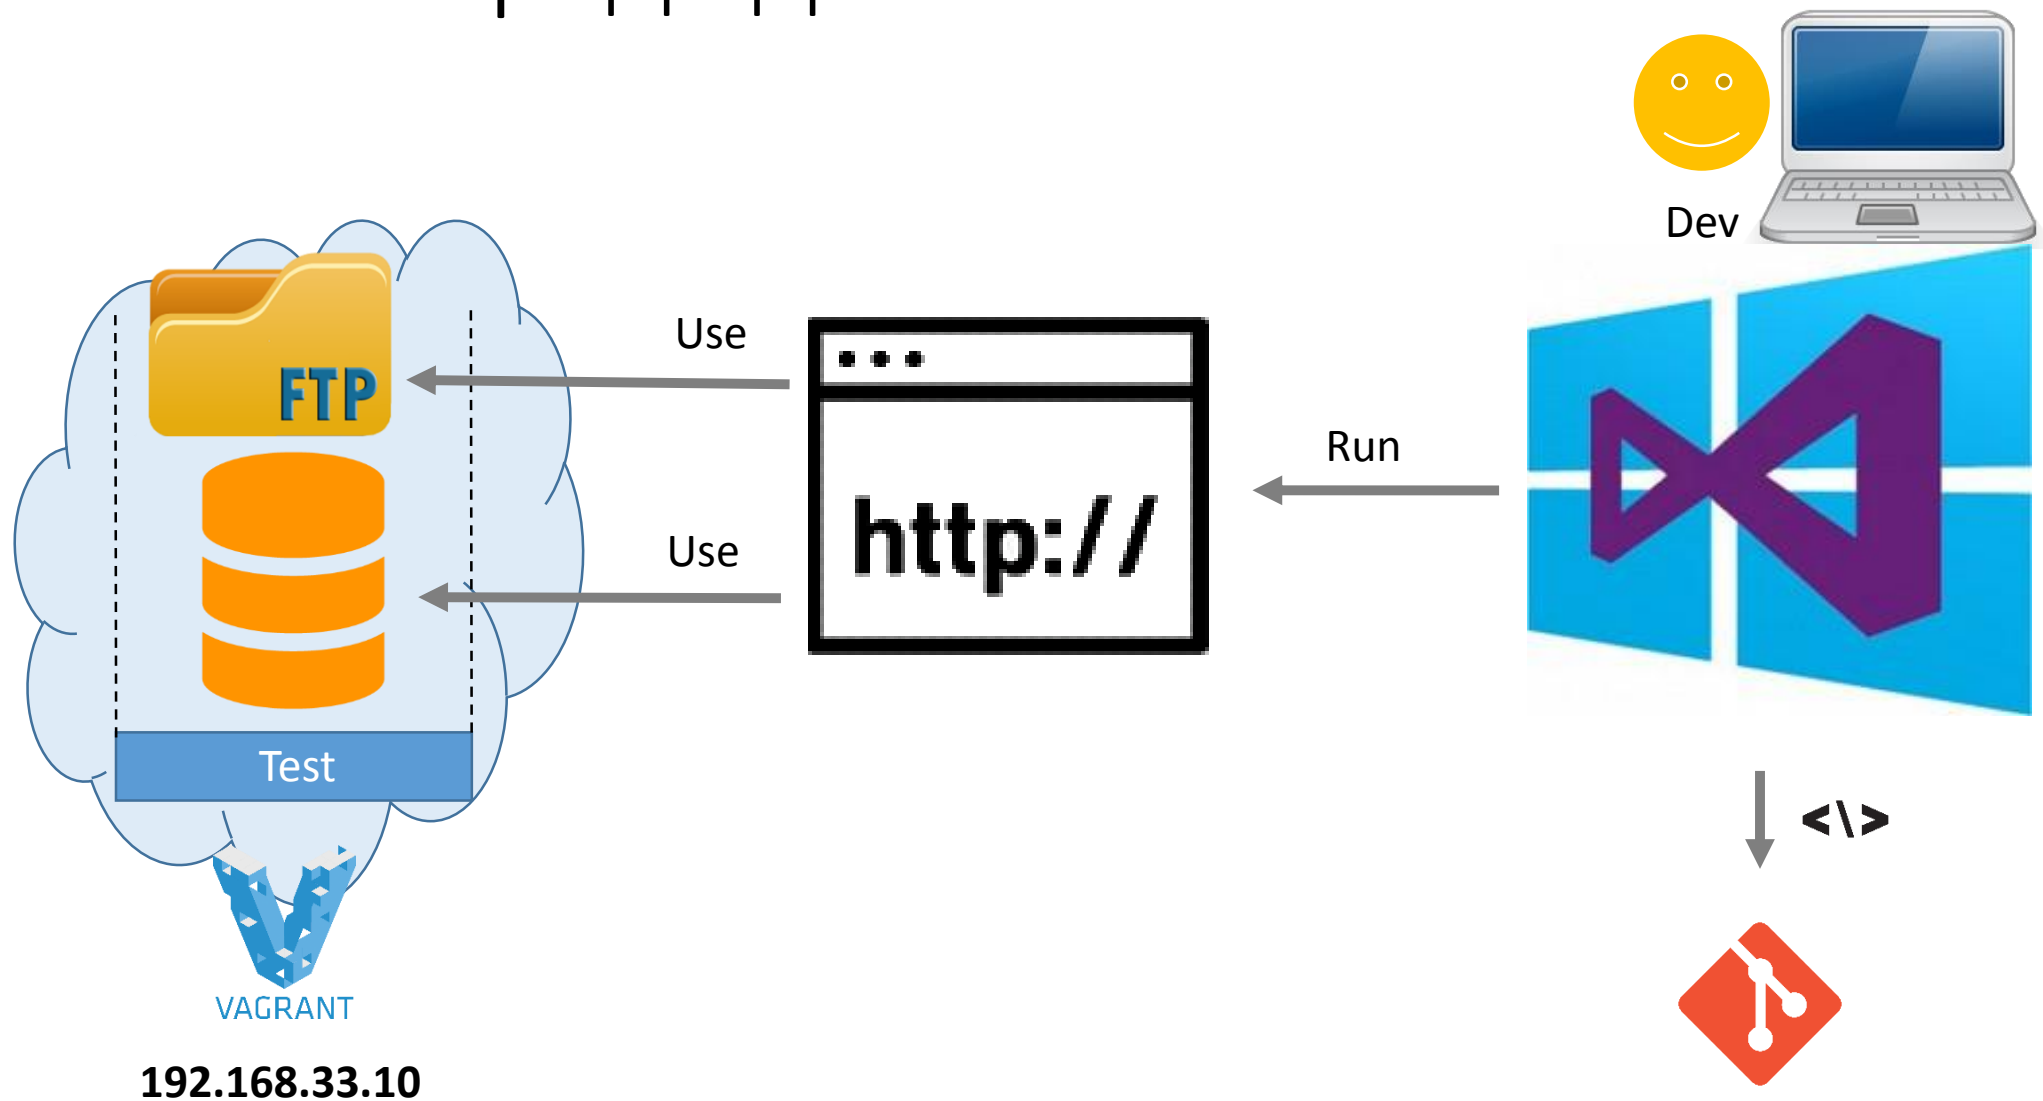 Dev
Use
FTP
Run
http://
Use
Test
<\>
VAGRANT
192.168.33.10